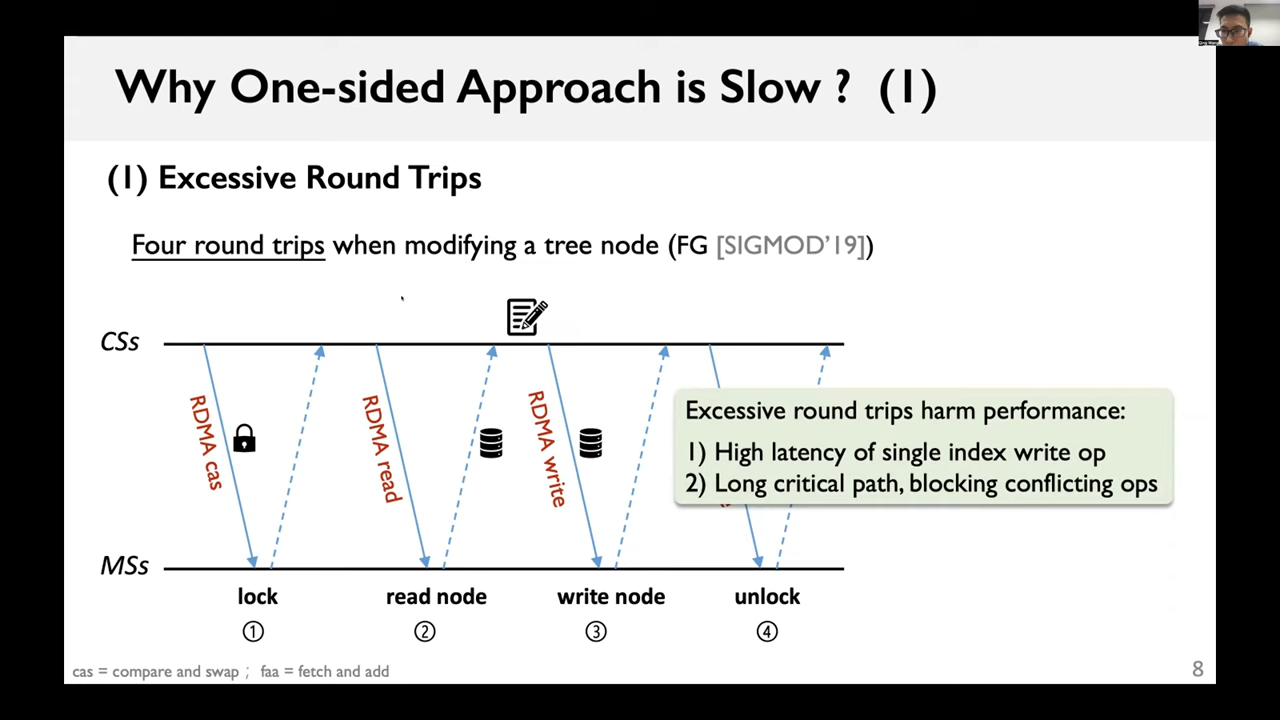 Why One-sided Approach is Slow ? (1)
(1) Excessive Round Trips
Four round trips when modifying a tree node (FG [SIGMOD'19])
CSs
RDMA cas
RDMA read
RDMA write
Excessive round trips harm performance:
1) High latency of single index write op
2) Long critical path, blocking conflicting ops
MSs
lock
read node
write node
unlock
①
②
③
④
cas = compare and swap ; faa = fetch and add
8